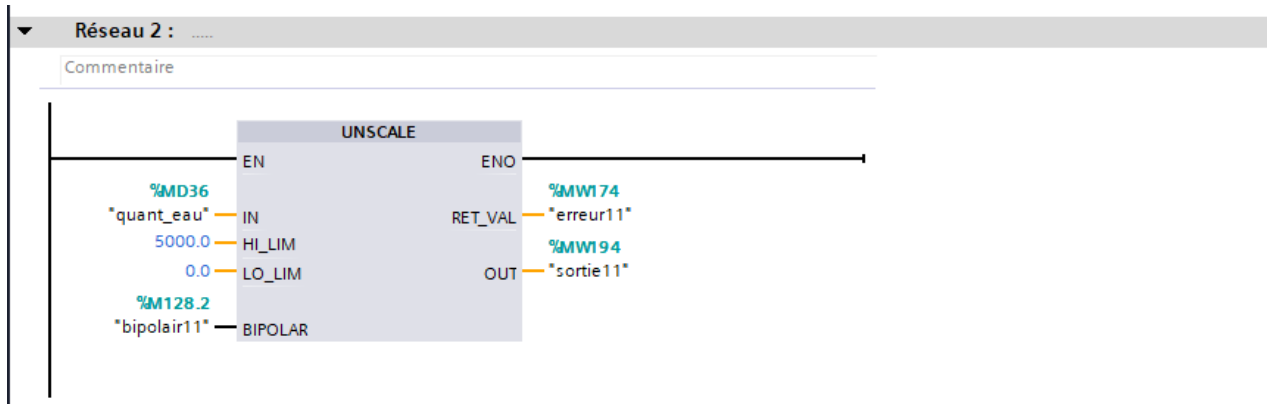 Réseau 2 : .....
Commentaire
UNSCALE
EN ENO
%MD36 %MW174
"quant_eau" IN RET_VAL "erreur11"
5000.0 HI_LIM %MW194
0.0 LO_LIM OUT "sortie11"
%M128.2
"bipolair11" BIPOLAR